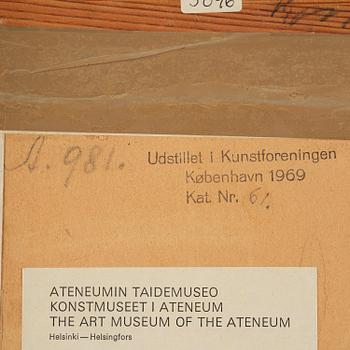 5096
A. 981.
Udstillet i Kunstforeningen
København 1969
Kat. Nr. 61.
ATENEUMIN TAIDEMUSEO
KONSTMUSEET I ATENEUM
THE ART MUSEUM OF THE ATENEUM
Helsinki — Helsingfors